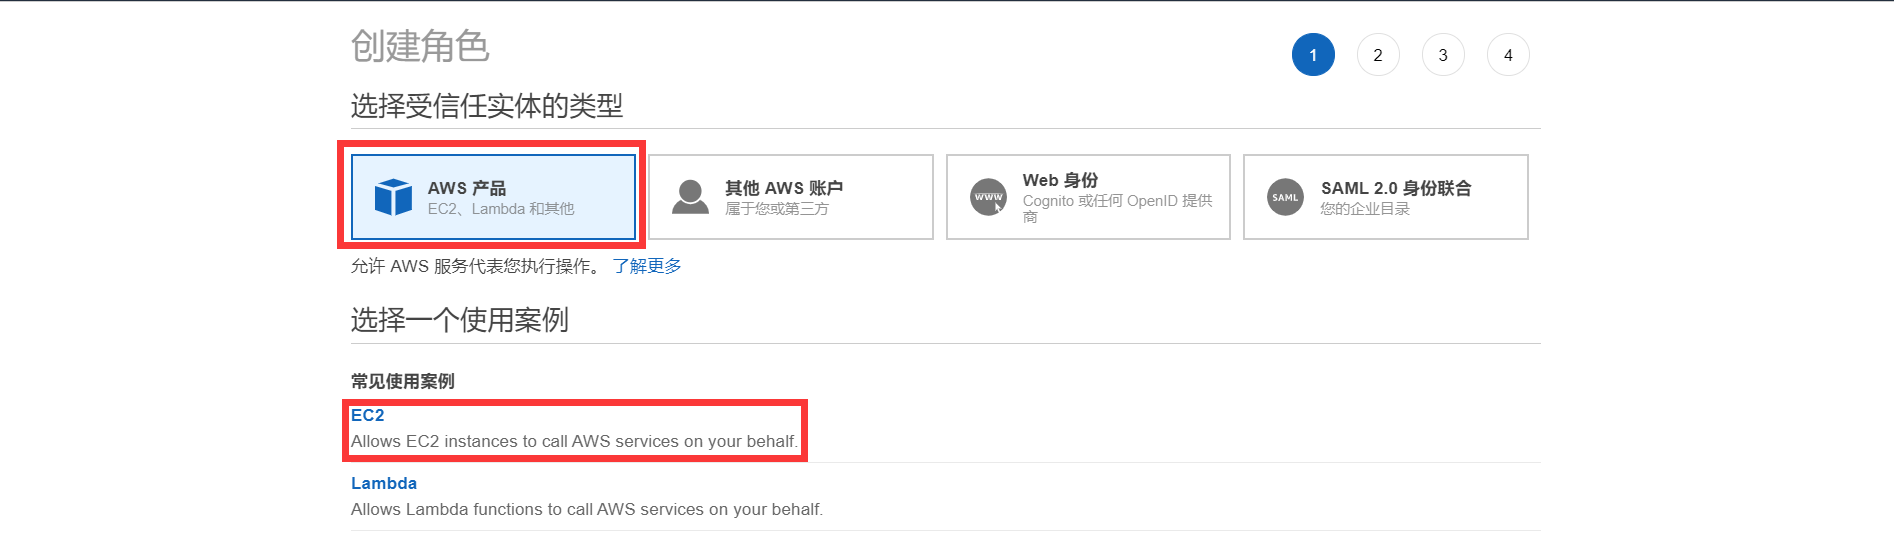 创建角色
1 2 3 4
选择受信任实体的类型
AWS 产品
EC2、Lambda 和其他
其他 AWS 账户
属于您或第三方
www
Web 身份
Cognito 或任何 OpenID 提供
商
SAML
SAML 2.0 身份联合
您的企业目录
允许 AWS 服务代表您执行操作。 了解更多
选择一个使用案例
常见使用案例
EC2
Allows EC2 instances to call AWS services on your behalf.
Lambda
Allows Lambda functions to call AWS services on your behalf.